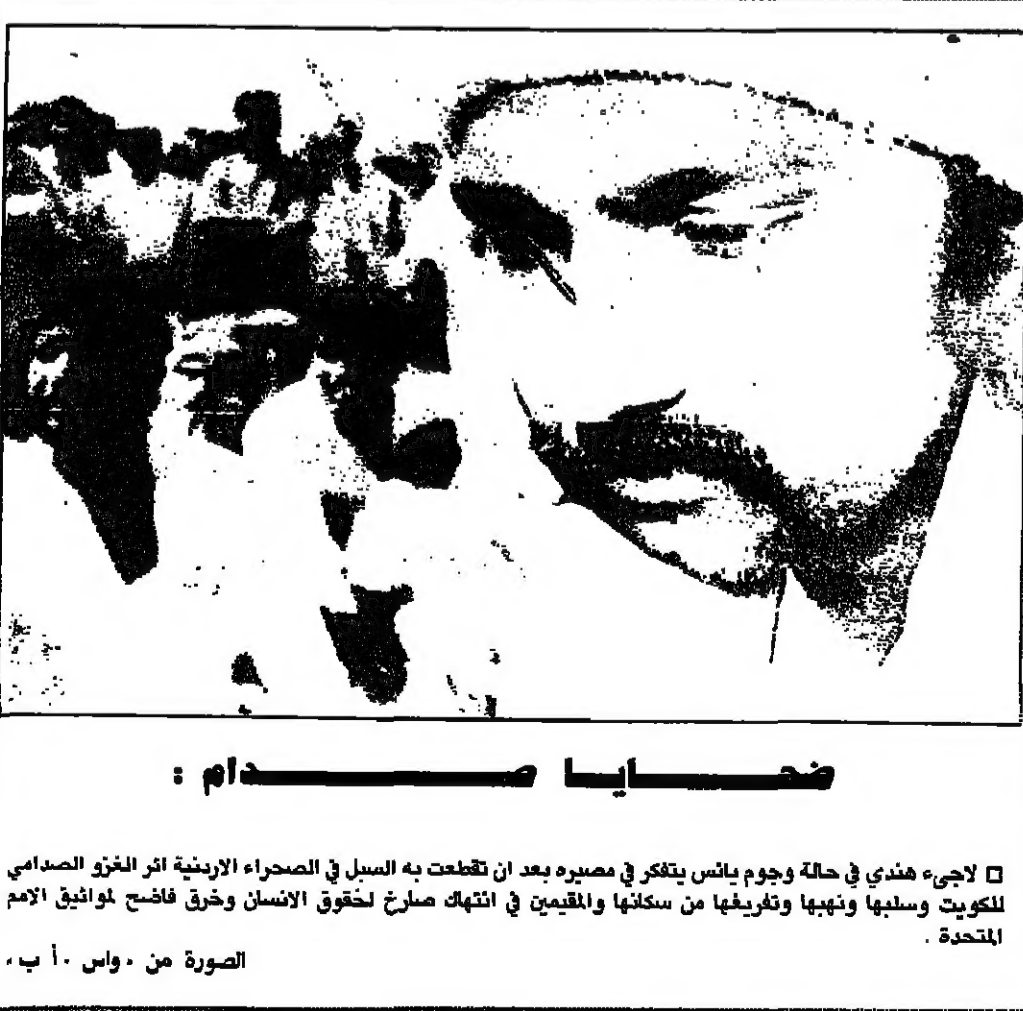 ضحـــايـــا صـــــــدام :
□ لاجىء هندي في حالة وجوم يائس يتفكر في مصيره بعد ان تقطعت به السبل في الصحراء الاردنية اثر الغزو الصدامي
للكويت وسلبها ونهبها وتفريغها من سكانها والمقيمين في انتهاك صارخ لحقوق الانسان وخرق فاضح لمواثيق الامم
المتحدة .
الصورة من «واس - أ ب»